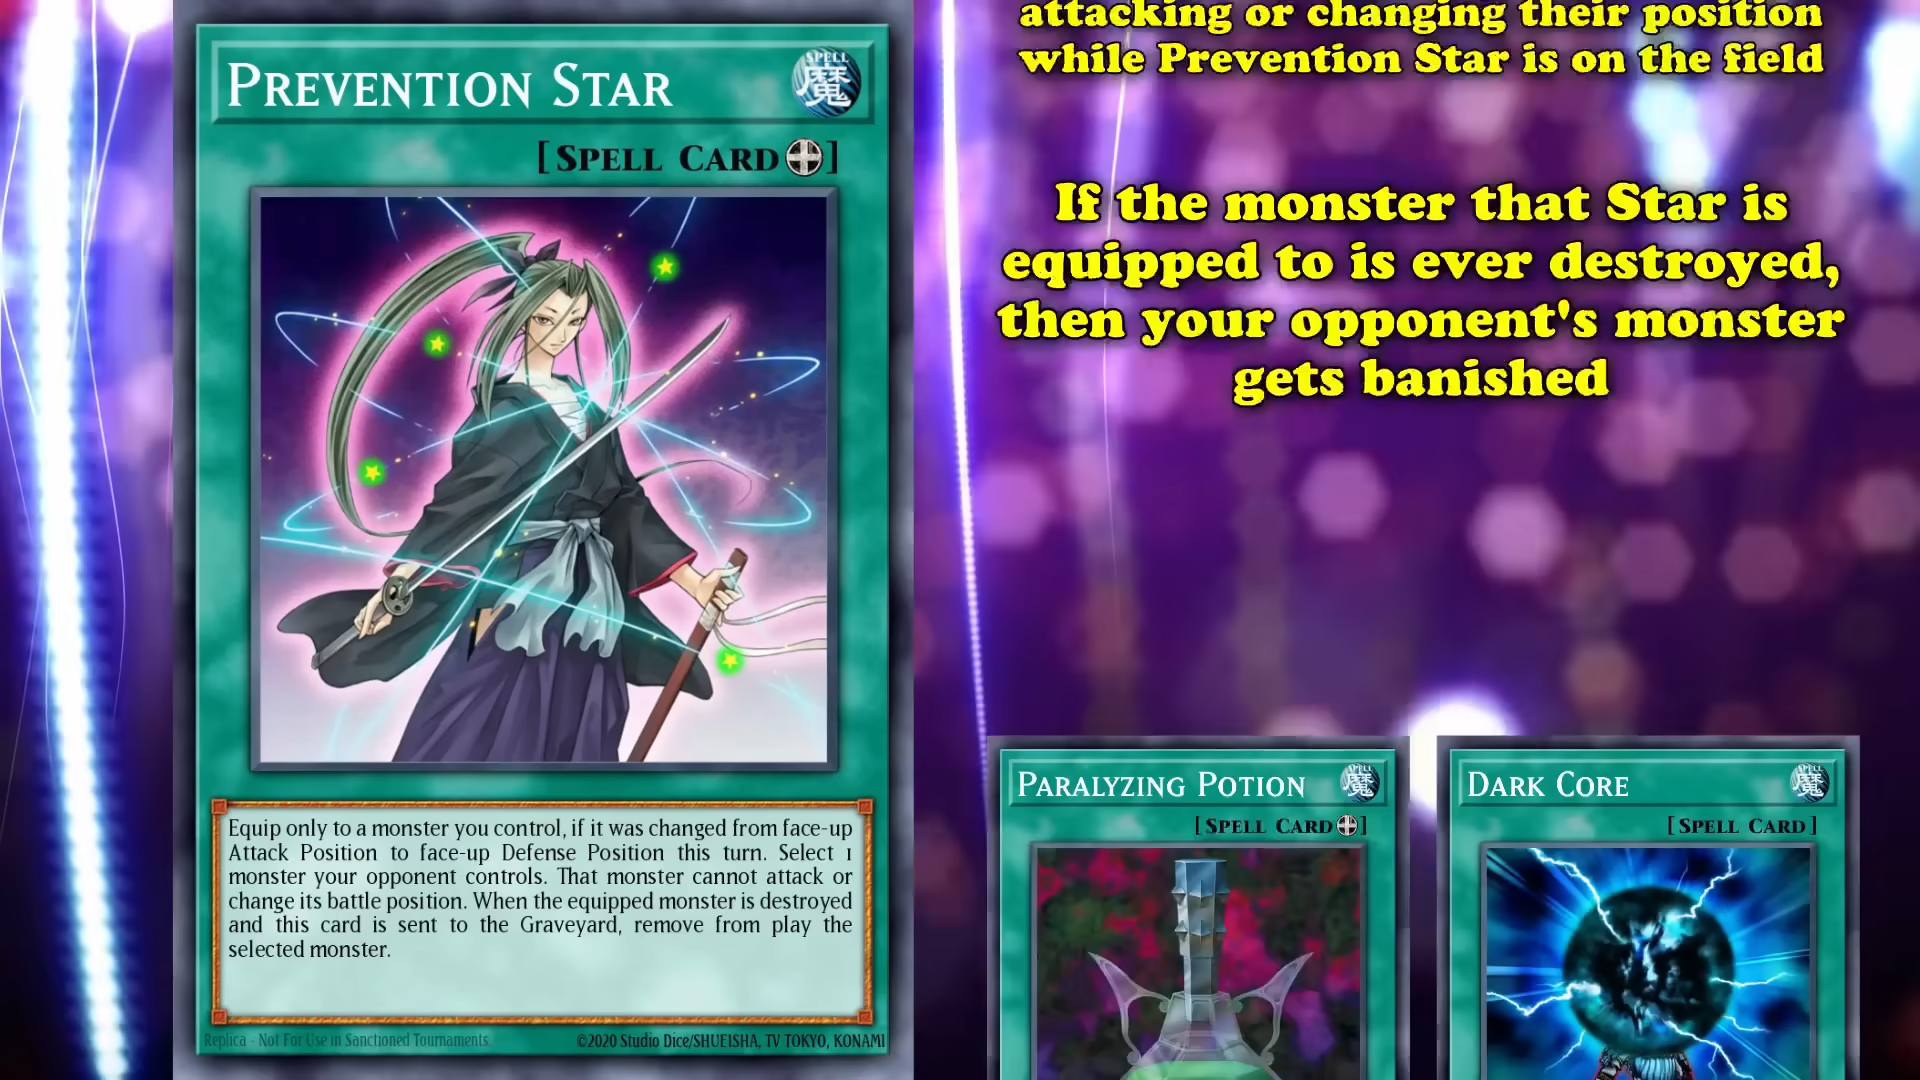 Prevention Star
SPELL
魔
[Spell Card]
Equip only to a monster you control, if it was changed from face-up
Attack Position to face-up Defense Position this turn. Select 1
monster your opponent controls. That monster cannot attack or
change its battle position. When the equipped monster is destroyed
and this card is sent to the Graveyard, remove from play the
selected monster.
Replica - Not For Use in Sanctioned Tournaments
©2020 Studio Dice/SHUEISHA, TV TOKYO, KONAMI
attacking or changing their position
while Prevention Star is on the field
If the monster that Star is
equipped to is ever destroyed,
then your opponent's monster
gets banished
Paralyzing Potion
SPELL
魔
[Spell Card]
Dark Core
SPELL
魔
[Spell Card]